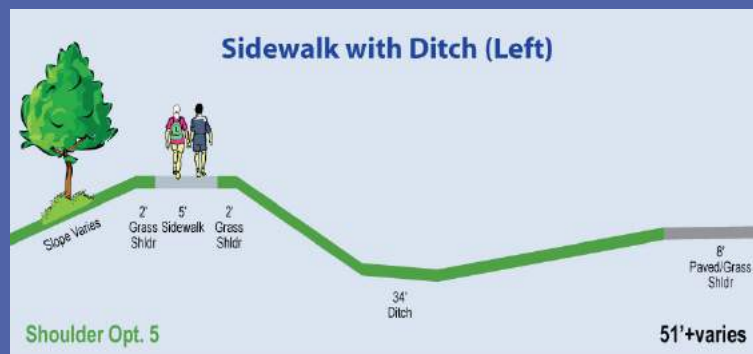 Sidewalk with Ditch (Left)
Slope Varies
2'
Grass
Shldr
5'
Sidewalk
2'
Grass
Shldr
34'
Ditch
8'
Paved/Grass
Shldr
Shoulder Opt. 5
51'+varies